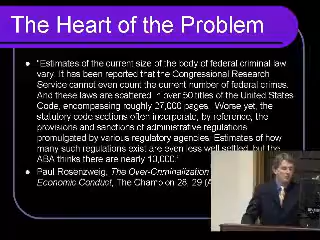 The Heart of the Problem
"Estimates of the current size of the body of federal criminal law
vary. It has been reported that the Congressional Research
Service cannot even count the current number of federal crimes.
And these laws are scattered in over 50 titles of the United States
Code, encompassing roughly 27,000 pages. Worse yet, the
statutory code sections often incorporate, by reference, the
provisions and sanctions of administrative regulations
promulgated by various regulatory agencies. Estimates of how
many such regulations exist are even less well settled, but the
ABA thinks there are nearly 10,000."
Paul Rosenzweig, The Over-Criminalization
Economic Conduct, The Champion 28, 29 (A